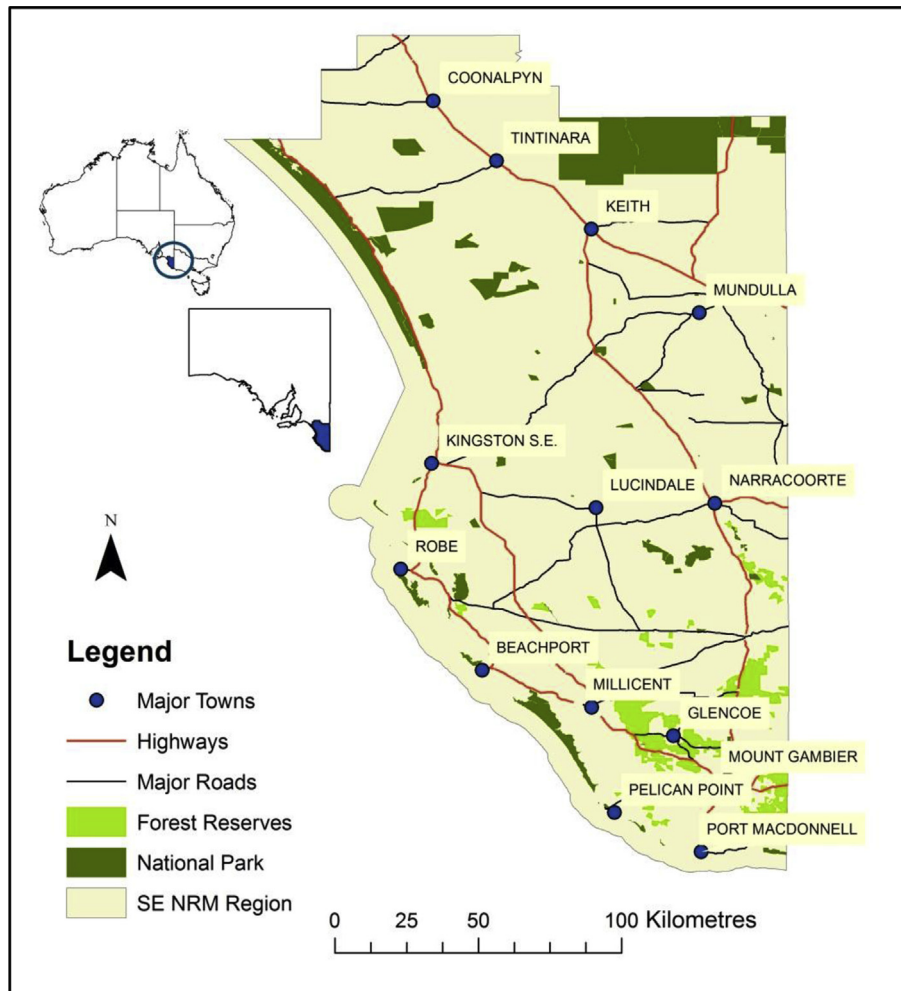 COONALPYN
TINTINARA
KEITH
MUNDULLA
KINGSTON S.E.
LUCINDALE
NARRACOORTE
N
ROBE
BEACHPORT
MILLICENT
GLENCOE
MOUNT GAMBIER
PELICAN POINT
PORT MACDONNELL
Legend
Major Towns
Highways
Major Roads
Forest Reserves
National Park
SE NRM Region
0 25 50 100 Kilometres